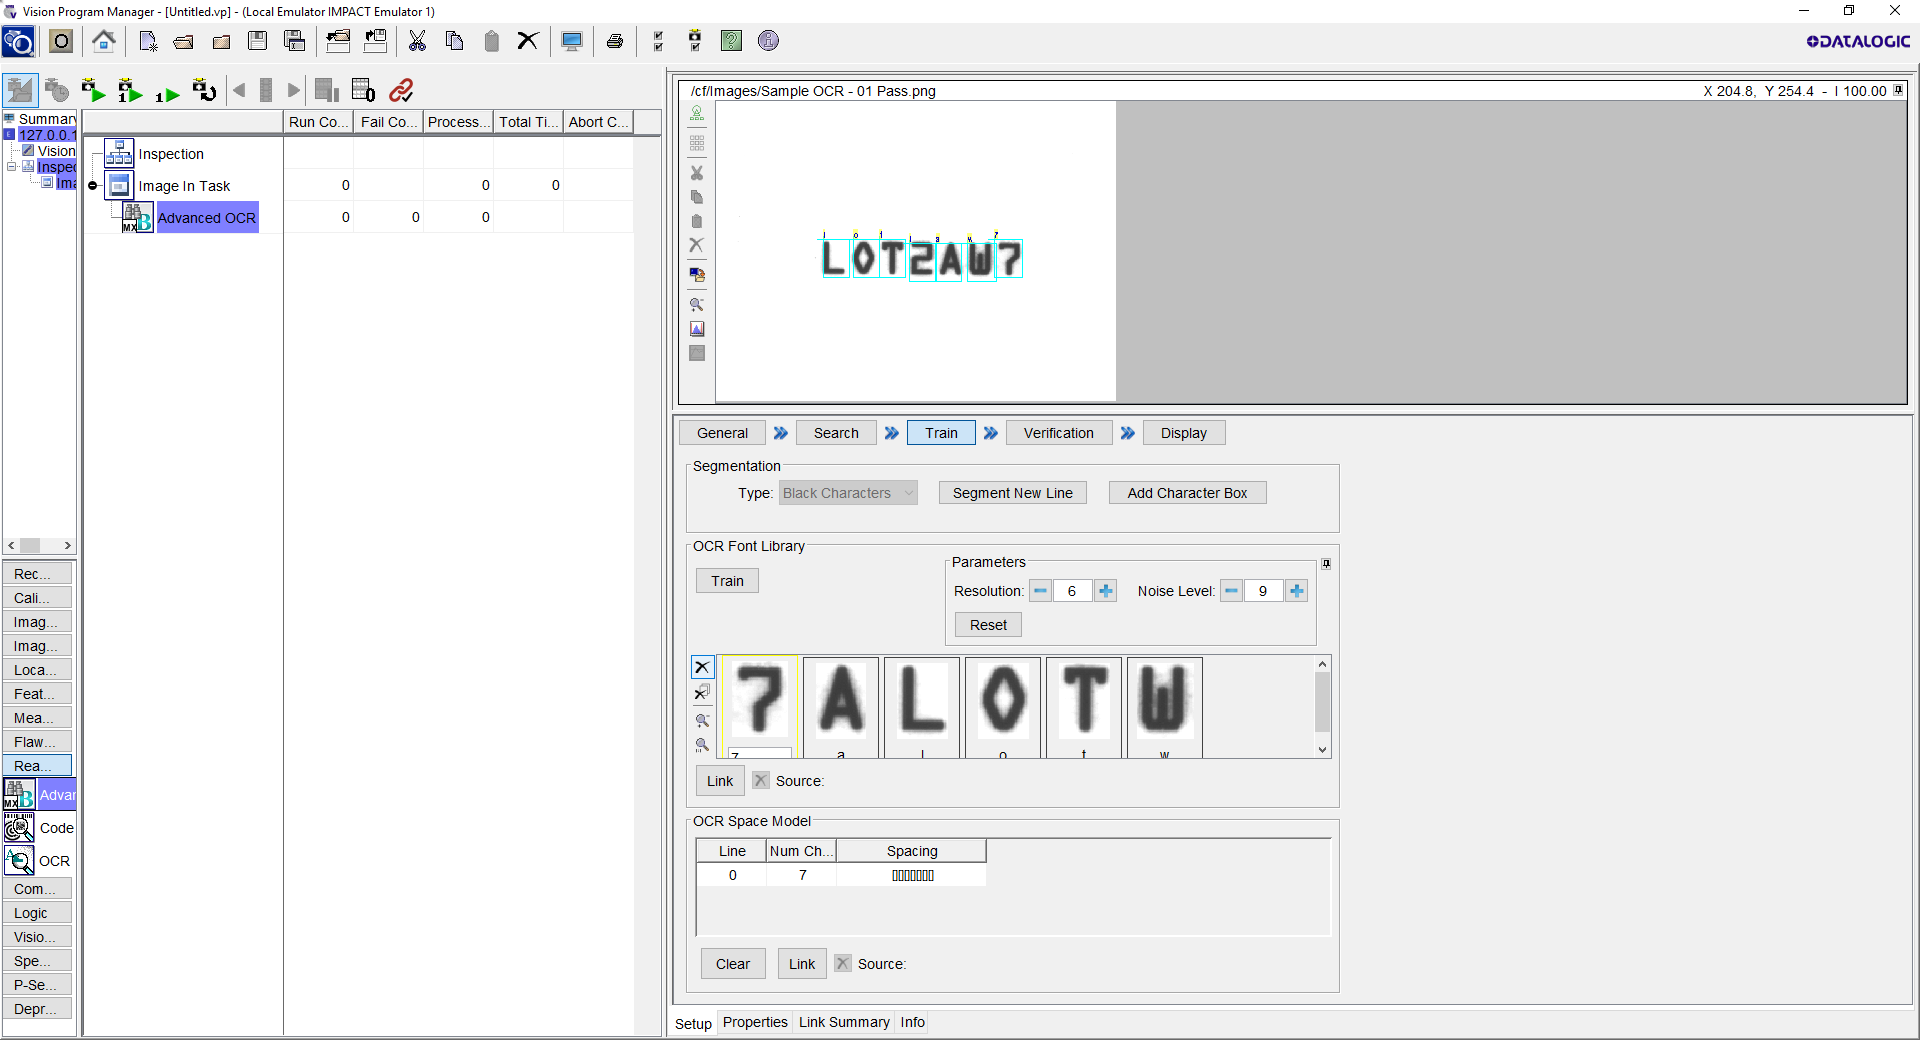 Vision Program Manager - [Untitled.vp] - (Local Emulator IMPACT Emulator 1)
DATALOGIC
Summary
127.0.0.1
Vision
Inspec
Ima
Run Co... Fail Co... Process... Total Ti... Abort C...
Inspection
Image In Task 0 0 0
Advanced OCR 0 0 0
/cf/Images/Sample OCR - 01 Pass.png X 204.8, Y 254.4 - I 100.00
LOT2AW7
General Search Train Verification Display
Segmentation
Type: Black Characters Segment New Line Add Character Box
OCR Font Library
Train
Parameters
Resolution: 6 Noise Level: 9
Reset
7 A L O T W
7 a l o t w
Link Source:
OCR Space Model
Line Num Ch... Spacing
0 7
Clear Link Source:
Setup Properties Link Summary Info
Rec...
Cali...
Imag...
Imag...
Loca...
Feat...
Mea...
Flaw...
Rea...
Advan
Code
OCR
Com...
Logic
Visio...
Spe...
P-Se...
Depr...